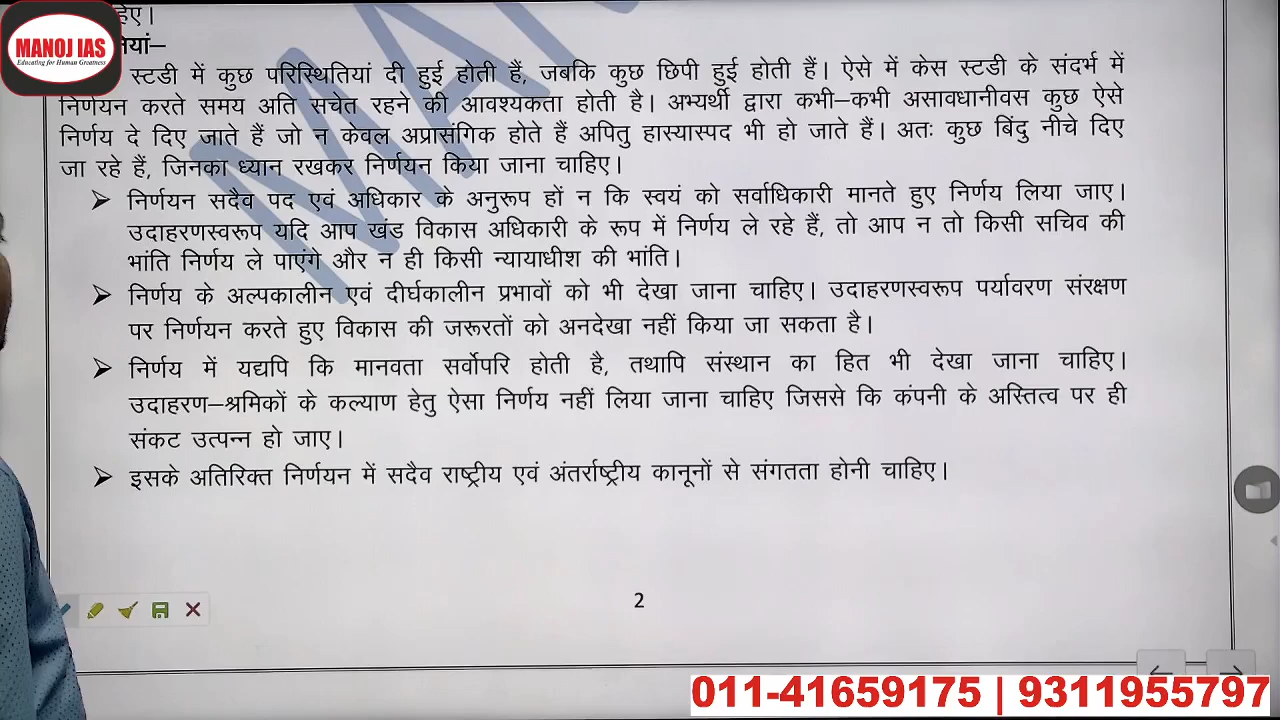 हिए।
MANOJ IAS
Educating for Human Greatness
स्टडी में कुछ परिस्थितियां दी हुई होती हैं, जबकि कुछ छिपी हुई होती हैं। ऐसे में केस स्टडी के संदर्भ में
निर्णयन करते समय अति सचेत रहने की आवश्यकता होती है। अभ्यर्थी द्वारा कभी–कभी असावधानीवस कुछ ऐसे
निर्णय दे दिए जाते हैं जो न केवल अप्रासंगिक होते हैं अपितु हास्यास्पद भी हो जाते हैं। अतः कुछ बिंदु नीचे दिए
जा रहे हैं, जिनका ध्यान रखकर निर्णयन किया जाना चाहिए।
➢ निर्णयन सदैव पद एवं अधिकार के अनुरूप हों न कि स्वयं को सर्वाधिकारी मानते हुए निर्णय लिया जाए।
उदाहरणस्वरूप यदि आप खंड विकास अधिकारी के रूप में निर्णय ले रहे हैं, तो आप न तो किसी सचिव की
भांति निर्णय ले पाएंगे और न ही किसी न्यायाधीश की भांति।
➢ निर्णय के अल्पकालीन एवं दीर्घकालीन प्रभावों को भी देखा जाना चाहिए। उदाहरणस्वरूप पर्यावरण संरक्षण
पर निर्णयन करते हुए विकास की जरूरतों को अनदेखा नहीं किया जा सकता है।
➢ निर्णय में यद्यपि कि मानवता सर्वोपरि होती है, तथापि संस्थान का हित भी देखा जाना चाहिए।
उदाहरण–श्रमिकों के कल्याण हेतु ऐसा निर्णय नहीं लिया जाना चाहिए जिससे कि कंपनी के अस्तित्व पर ही
संकट उत्पन्न हो जाए।
➢ इसके अतिरिक्त निर्णयन में सदैव राष्ट्रीय एवं अंतर्राष्ट्रीय कानूनों से संगतता होनी चाहिए।
2
011-41659175 | 9311955797